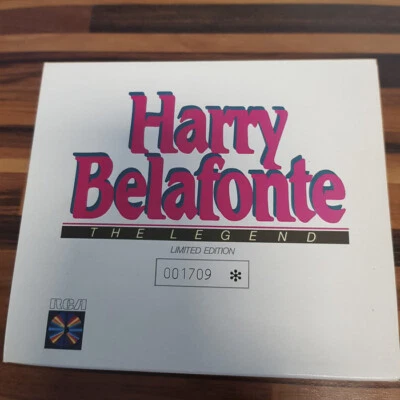 Harry
Belafonte
THE LEGEND
LIMITED EDITION
001709 *
RCA